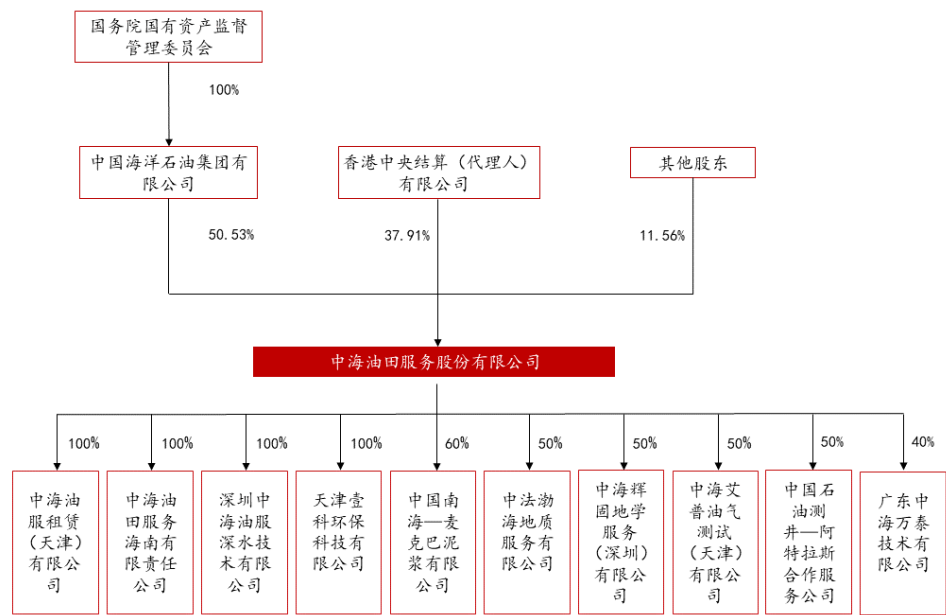 国务院国有资产监督
管理委员会
100%
中国海洋石油集团有
限公司
香港中央结算（代理人）
有限公司
其他股东
50.53%
37.91%
11.56%
中海油田服务股份有限公司
100%
100%
100%
100%
60%
50%
50%
50%
50%
40%
中海油
服租赁
（天津）
有限公
司
中海油
田服务
海南有
限责任
公司
深圳中
海油服
深水技
术有限
公司
天津壹
科环保
科技有
限公司
中国南
海—麦
克巴泥
浆有限
公司
中法渤
海地质
服务有
限公司
中海辉
固地学
服务
（深圳）
有限公
司
中海艾
普油气
测试
（天津）
有限公
司
中国石
油测
井—阿
特拉斯
合作服
务公司
广东中
海万泰
技术有
限公司